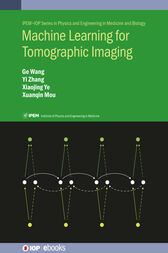 IPEM–IOP Series in Physics and Engineering in Medicine and Biology
Machine Learning for
Tomographic Imaging
Ge Wang
Yi Zhang
Xiaojing Ye
Xuanqin Mou
IPEM
Institute of Physics and Engineering in Medicine
IOP ebooks